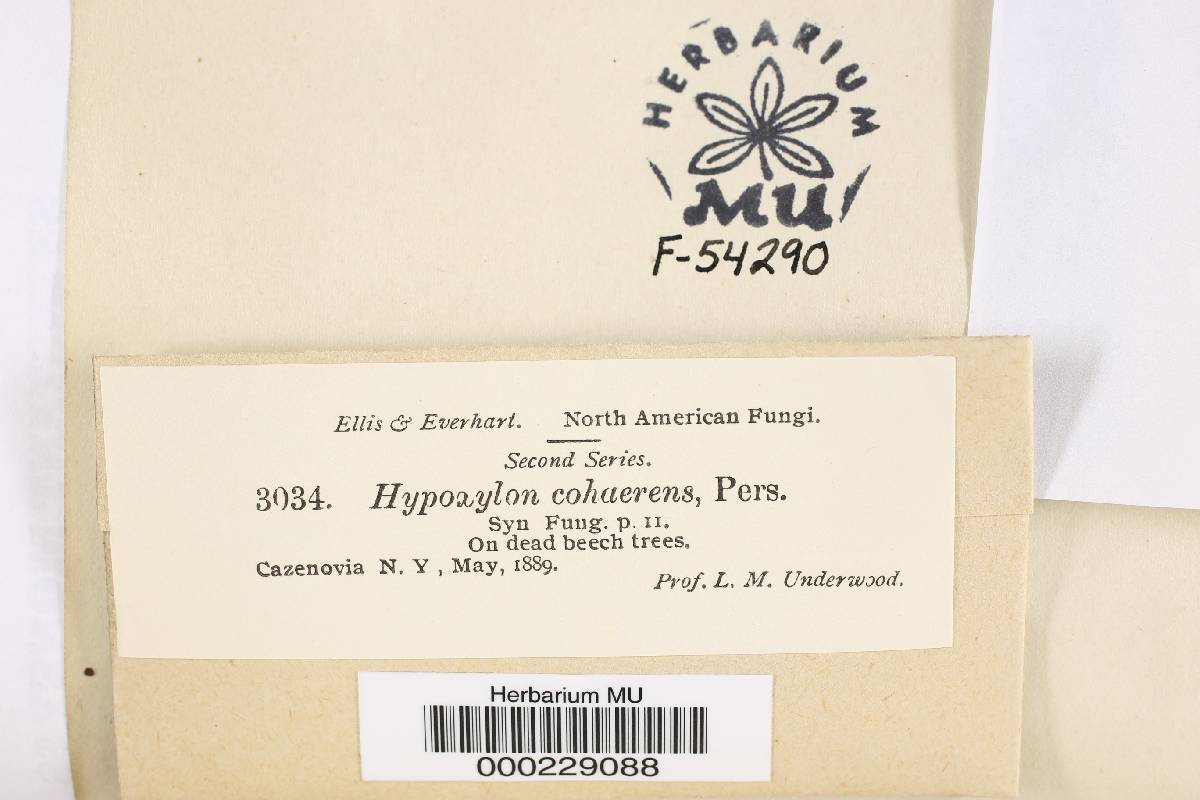 HERBARIUM
MU
F-54290
Ellis & Everhart. North American Fungi.
Second Series.
3034. Hypoxylon cohaerens, Pers.
Syn Fung. p. 11.
On dead beech trees.
Cazenovia N. Y, May, 1889.
Prof. L. M. Underwood.
Herbarium MU
000229088